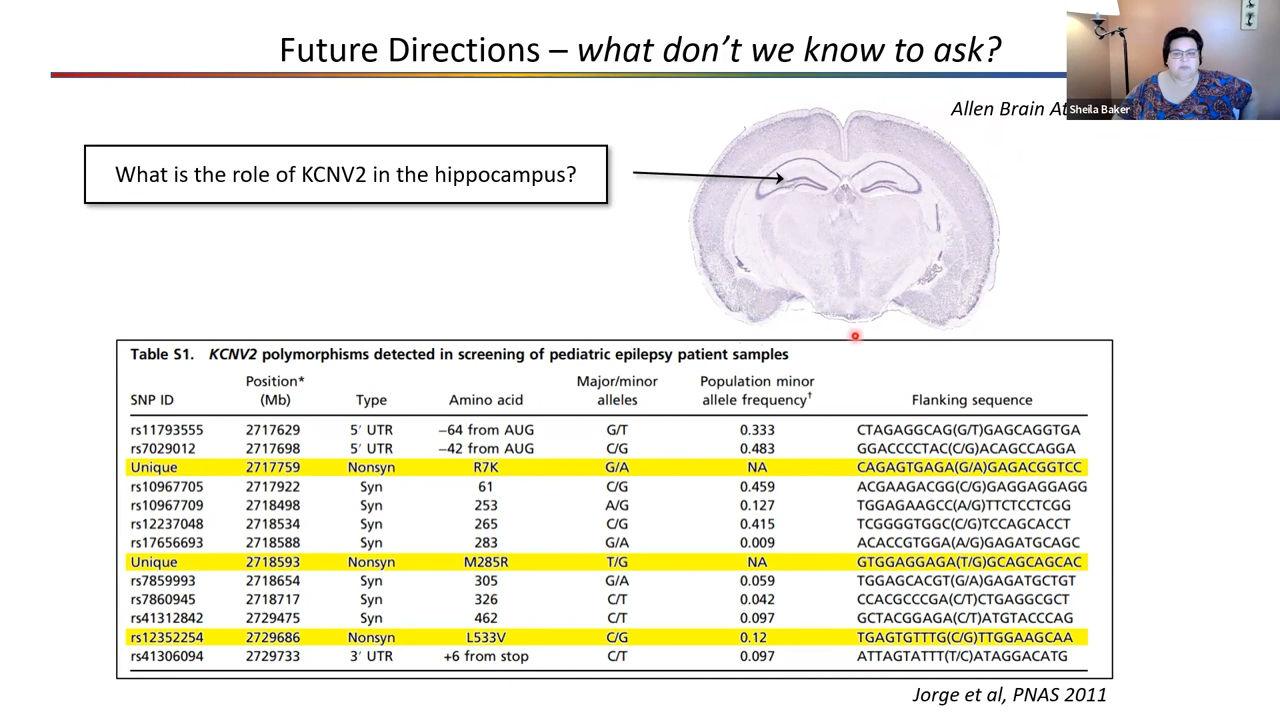 Future Directions – what don't we know to ask?
Allen Brain
Sheila Baker
What is the role of KCNV2 in the hippocampus?
Table S1. KCNV2 polymorphisms detected in screening of pediatric epilepsy patient samples
SNP ID Position* (Mb) Type Amino acid Major/minor alleles Population minor allele frequency† Flanking sequence
rs11793555 2717629 5′ UTR −64 from AUG G/T 0.333 CTAGAGGCAG(G/T)GAGCAGGTGA
rs7029012 2717698 5′ UTR −42 from AUG C/G 0.483 GGACCCCTAC(C/G)ACAGCCAGGA
Unique 2717759 Nonsyn R7K G/A NA CAGAGTGAGA(G/A)GAGACGGTCC
rs10967705 2717922 Syn 61 C/G 0.459 ACGAAGACGG(C/G)GAGGAGGAGG
rs10967709 2718498 Syn 253 A/G 0.127 TGGAGAAGCC(A/G)TTCTCCTCGG
rs12237048 2718534 Syn 265 C/G 0.415 TCGGGGTGGC(C/G)TCCAGCACCT
rs17656693 2718588 Syn 283 G/A 0.009 ACACCGTGGA(A/G)GAGATGCAGC
Unique 2718593 Nonsyn M285R T/G NA GTGGAGGAGA(T/G)GCAGCAGCAC
rs7859993 2718654 Syn 305 G/A 0.059 TGGAGCACGT(G/A)GAGATGCTGT
rs7860945 2718717 Syn 326 C/T 0.042 CCACGCCCGA(C/T)CTGAGGCGCT
rs41312842 2729475 Syn 462 C/T 0.097 GCTACGGAGA(C/T)ATGTACCCAG
rs12352254 2729686 Nonsyn L533V C/G 0.12 TGAGTGTTTG(C/G)TTGGAAGCAA
rs41306094 2729733 3′ UTR +6 from stop C/T 0.097 ATTAGTATTT(T/C)ATAGGACATG
Jorge et al, PNAS 2011